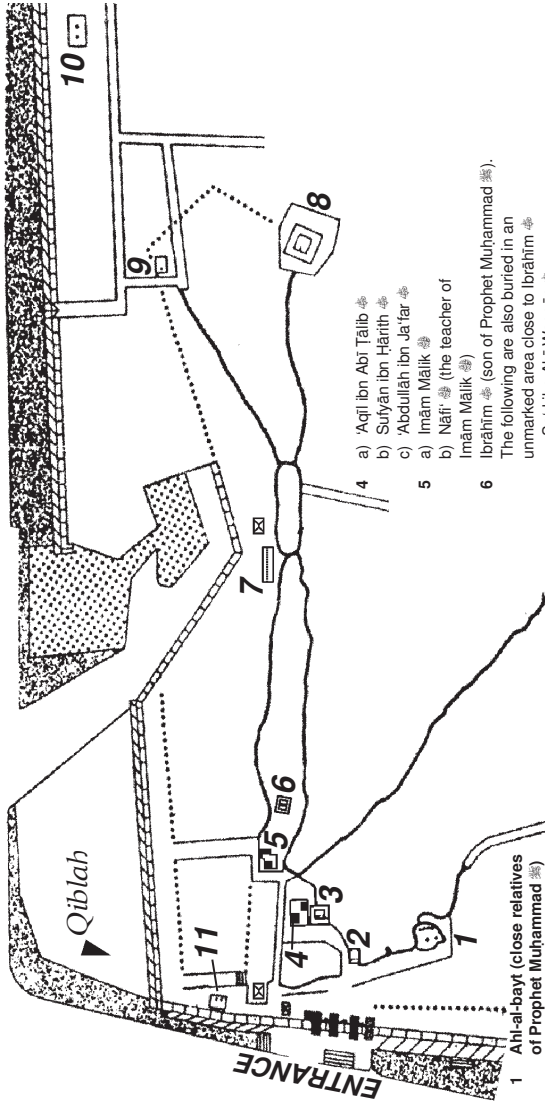 10
9
8
Qiblah
7
11
5
6
4
3
2
1
ENTRANCE
1 Ahl-al-bayt (close relatives
of Prophet Muḥammad ﷺ)
4 a) ‘Aqīl ibn Abī Ṭālib
b) Sufyān ibn Ḥārith
c) ‘Abdullāh ibn Ja‘far
5 a) Imām Mālik
b) Nāfi‘ (the teacher of
Imām Mālik )
6 Ibrāhīm (son of Prophet Muḥammad ﷺ).
The following are also buried in an
unmarked area close to Ibrāhīm